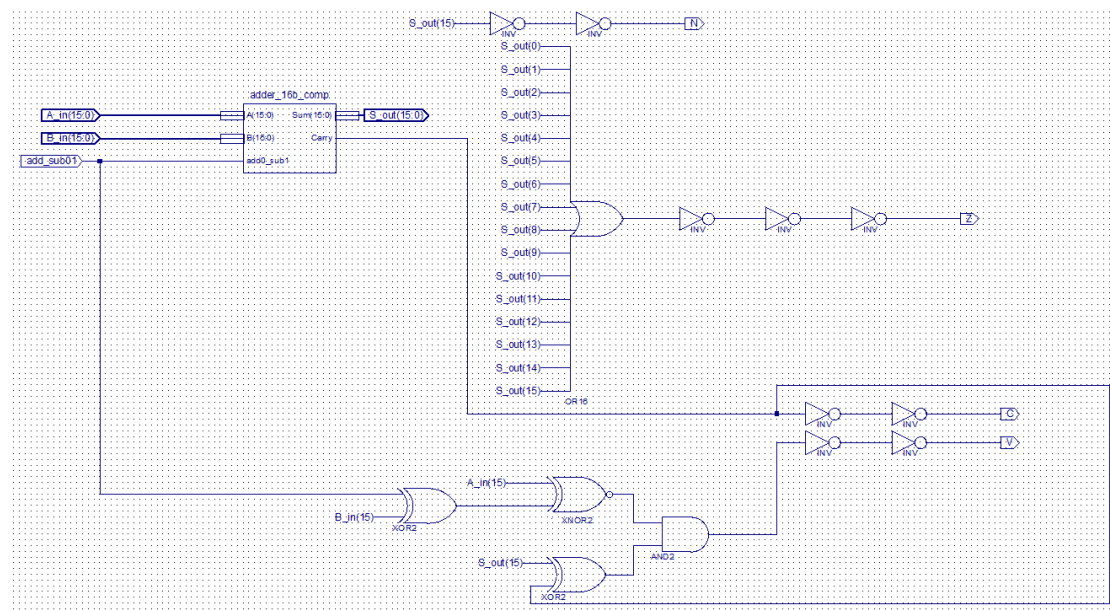 S_out(15)
INV
INV
N
S_out(0)
S_out(1)
S_out(2)
S_out(3)
S_out(4)
S_out(5)
S_out(6)
S_out(7)
S_out(8)
S_out(9)
S_out(10)
S_out(11)
S_out(12)
S_out(13)
S_out(14)
S_out(15)
OR16
adder_16b_comp
A_in(15:0)
A(15:0)
Sum(15:0)
S_out(15:0)
B_in(15:0)
B(15:0)
Carry
add_sub01
add0_sub1
INV
INV
INV
Z
INV
INV
C
INV
INV
V
A_in(15)
XNOR2
B_in(15)
XOR2
AND2
S_out(15)
XOR2